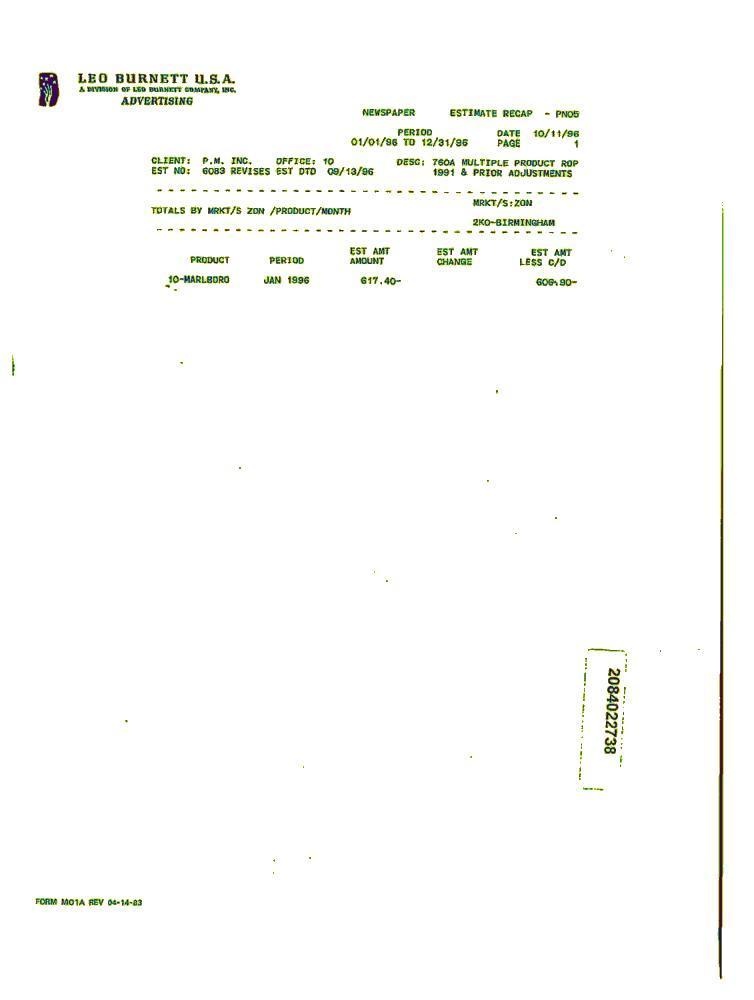 LEO BURNETT U.S.A.
A DIVISION OF LEO BURNETT COMPANY, INC.
ADVERTISING
NEWSPAPER ESTIMATE RECAP - PN05
PERIOD DATE 10/11/96
01/01/96 TO 12/31/96 PAGE 1
CLIENT: P.M. INC. OFFICE: 10 DESC: 760A MULTIPLE PRODUCT ROP
EST NO: 6083 REVISES EST DTD 09/13/96 1991 & PRIOR ADJUSTMENTS
MRKT/S:ZON
TOTALS BY MRKT/S ZON /PRODUCT/MONTH
2KO-BIRMINGHAM
EST AMT EST AMT EST AMT
PRODUCT PERIOD AMOUNT CHANGE LESS C/D
10-MARLBORO JAN 1996 617.40- 606.90-
2084022738
FORM MO1A REV 04-14-83